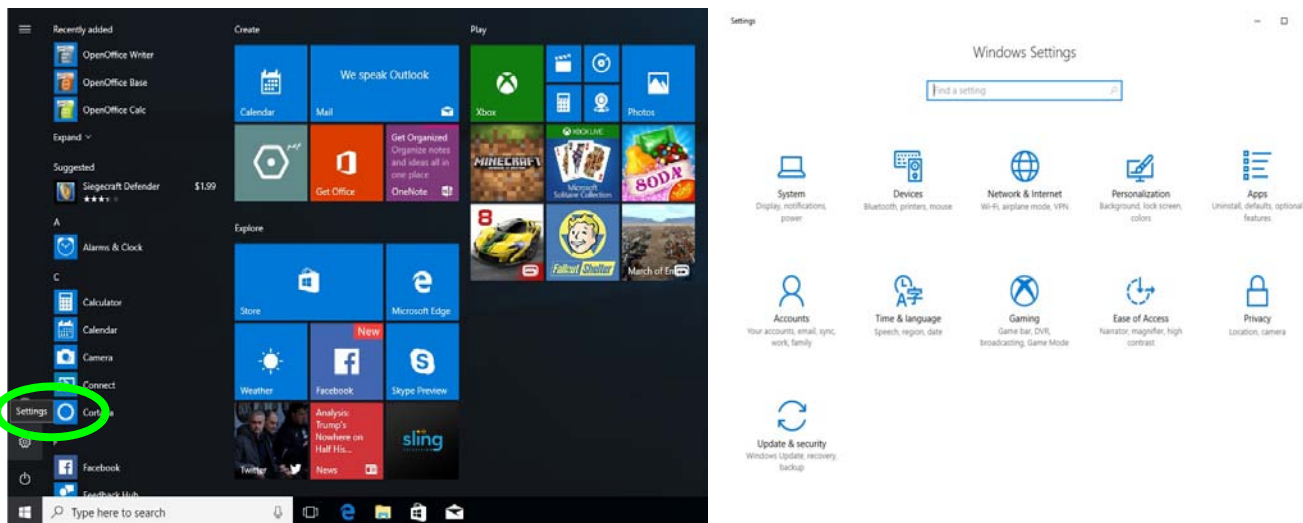 Recently added
OpenOffice Writer
OpenOffice Base
OpenOffice Calc
Expand
Suggested
Siegecraft Defender $1.99
A
Alarms & Clock
C
Calculator
Calendar
Camera
Connect
Settings
Facebook
Feedback Hub
Type here to search
Create
Calendar
We speak Outlook
Mail
Get Office
Get Organized
Organize notes
and ideas all in
one place
OneNote
Explore
Store
Microsoft Edge
Weather
New
Facebook
Skype Preview
Twitter
Analysis:
Trump's
Nowhere on
Half His...
News
sling
Play
Xbox
Photos
MINECRAFT
XBOX LIVE
Microsoft
Solitaire Collection
SODA
8
Fallout Shelter
March of Em
Settings
Windows Settings
Find a setting
System
Display, notifications,
power
Devices
Bluetooth, printers, mouse
Network & Internet
Wi-Fi, airplane mode, VPN
Personalization
Background, lock screen,
colors
Apps
Uninstall, defaults, optional
features
Accounts
Your accounts, email, sync,
work, family
Time & language
Speech, region, date
Gaming
Game bar, DVR,
broadcasting, Game Mode
Ease of Access
Narrator, magnifier, high
contrast
Privacy
Location, camera
Update & security
Windows Update, recovery,
backup